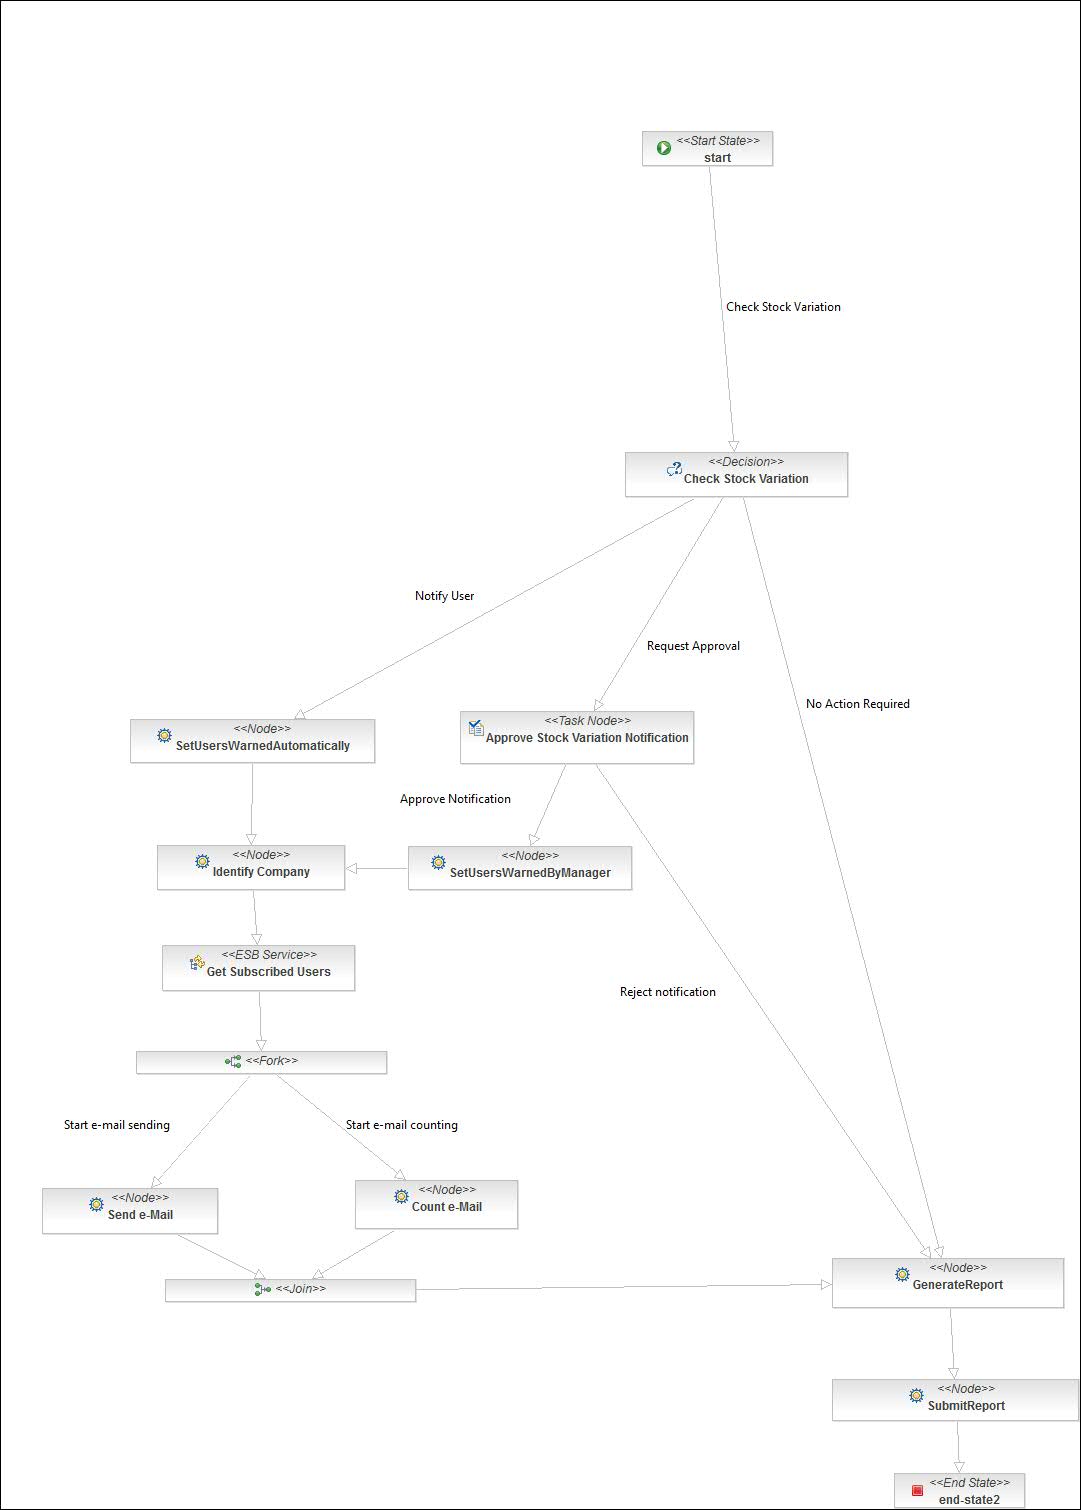 <<Start State>>
start
Check Stock Variation
<<Decision>>
Check Stock Variation
Notify User
Request Approval
No Action Required
<<Node>>
SetUsersWarnedAutomatically
<<Task Node>>
Approve Stock Variation Notification
Approve Notification
<<Node>>
Identify Company
<<Node>>
SetUsersWarnedByManager
<<ESB Service>>
Get Subscribed Users
Reject notification
<<Fork>>
Start e-mail sending
Start e-mail counting
<<Node>>
Send e-Mail
<<Node>>
Count e-Mail
<<Join>>
<<Node>>
GenerateReport
<<Node>>
SubmitReport
<<End State>>
end-state2